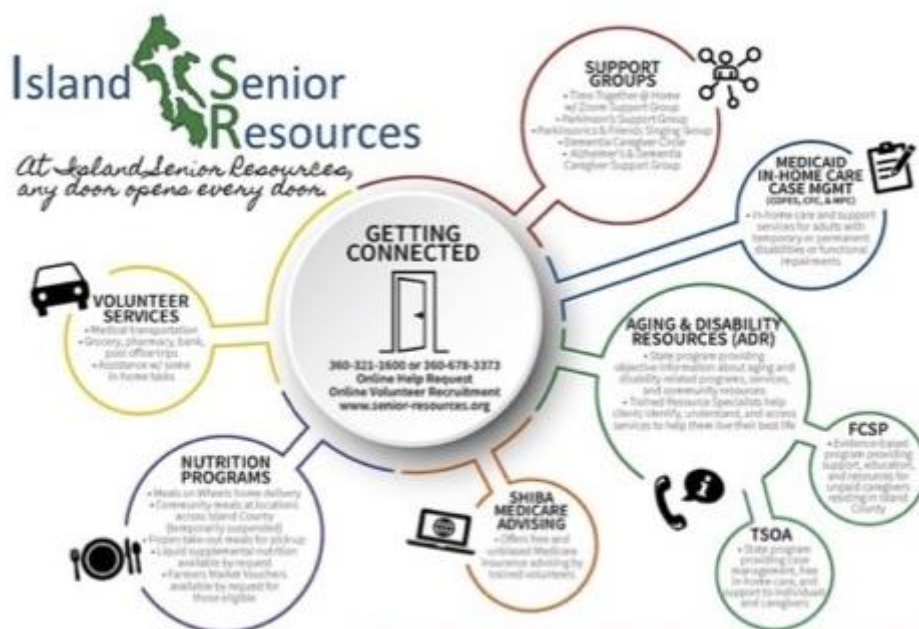 Island Senior
Resources
At Island Senior Resources,
any door opens every door.
SUPPORT
GROUPS
• Time Together @ Home
w/ Zoom Support Group
• Parkinson's Support Group
• Parkinsonics & Friends Singing Group
• Dementia Caregiver Circle
• Alzheimer's & Dementia
Caregiver Support Group
MEDICAID
IN-HOME CARE
CASE MGMT
(COPES, CFC, & MPC)
• In-home care and support
services for adults with
temporary or permanent
disabilities or functional
impairments.
GETTING
CONNECTED
360-321-1600 or 360-678-3373
Online Help Request
Online Volunteer Recruitment
www.senior-resources.org
VOLUNTEER
SERVICES
• Medical transportation
• Grocery, pharmacy, bank,
post office trips
• Assistance w/ some
in-home tasks
AGING & DISABILITY
RESOURCES (ADR)
• State program providing
objective information about aging and
disability related programs, services,
and community resources
• Trained Resource Specialists help
clients identify, understand, and access
services to help them live their best life
FCSP
• Evidence-based
program providing
support, education,
and resources for
unpaid caregivers
residing in Island
County
NUTRITION
PROGRAMS
• Meals on Wheels home delivery
• Community meals at locations
across Island County
(temporarily suspended)
• Frozen take-out meals for pick up
• Liquid supplemental nutrition
available by request
• Farmers Market Vouchers
available by request for
those eligible
SHIBA
MEDICARE
ADVISING
• Offers free and
unbiased Medicare
insurance advising by
trained volunteers
TSOA
• State program
providing case
management, free
in-home care, and
support to individuals
and caregivers